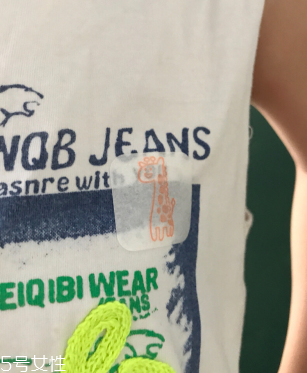 NQB JEANS
asnre with
EIQIBI WEAR
JEANS
5号女性